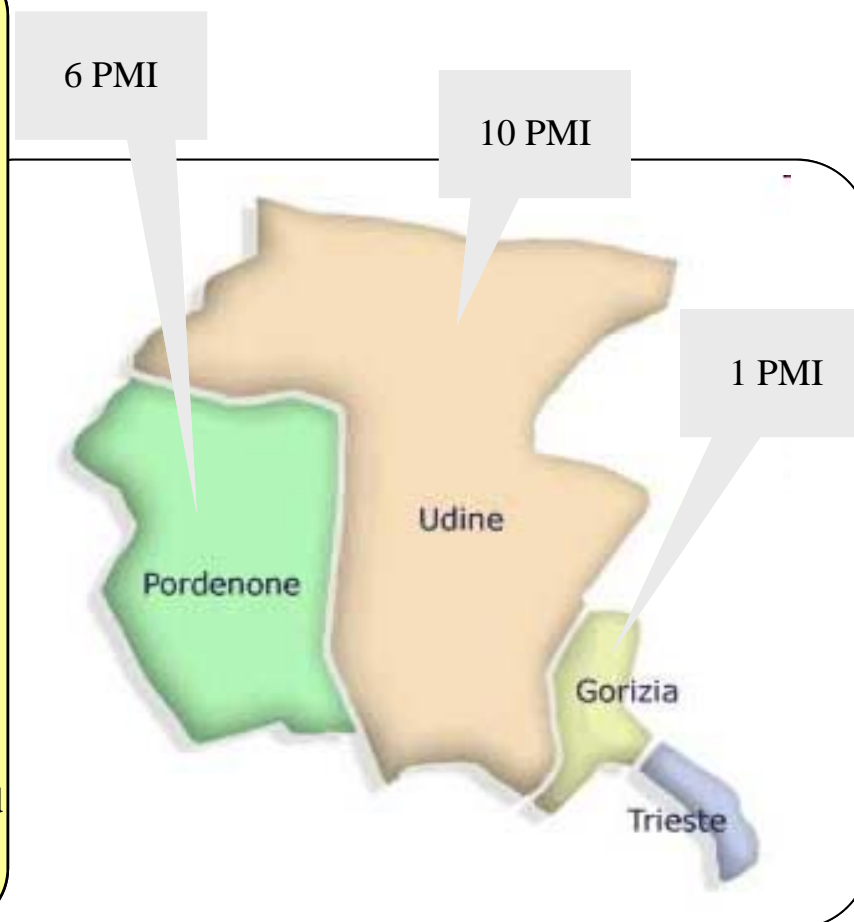 6 PMI
10 PMI
1 PMI
Udine
Pordenone
Gorizia
Trieste